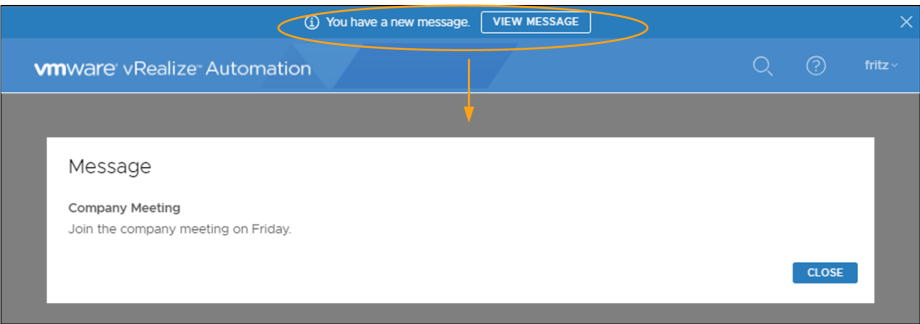 You have a new message. VIEW MESSAGE
vmware® vRealize™ Automation
fritz
Message
Company Meeting
Join the company meeting on Friday.
CLOSE